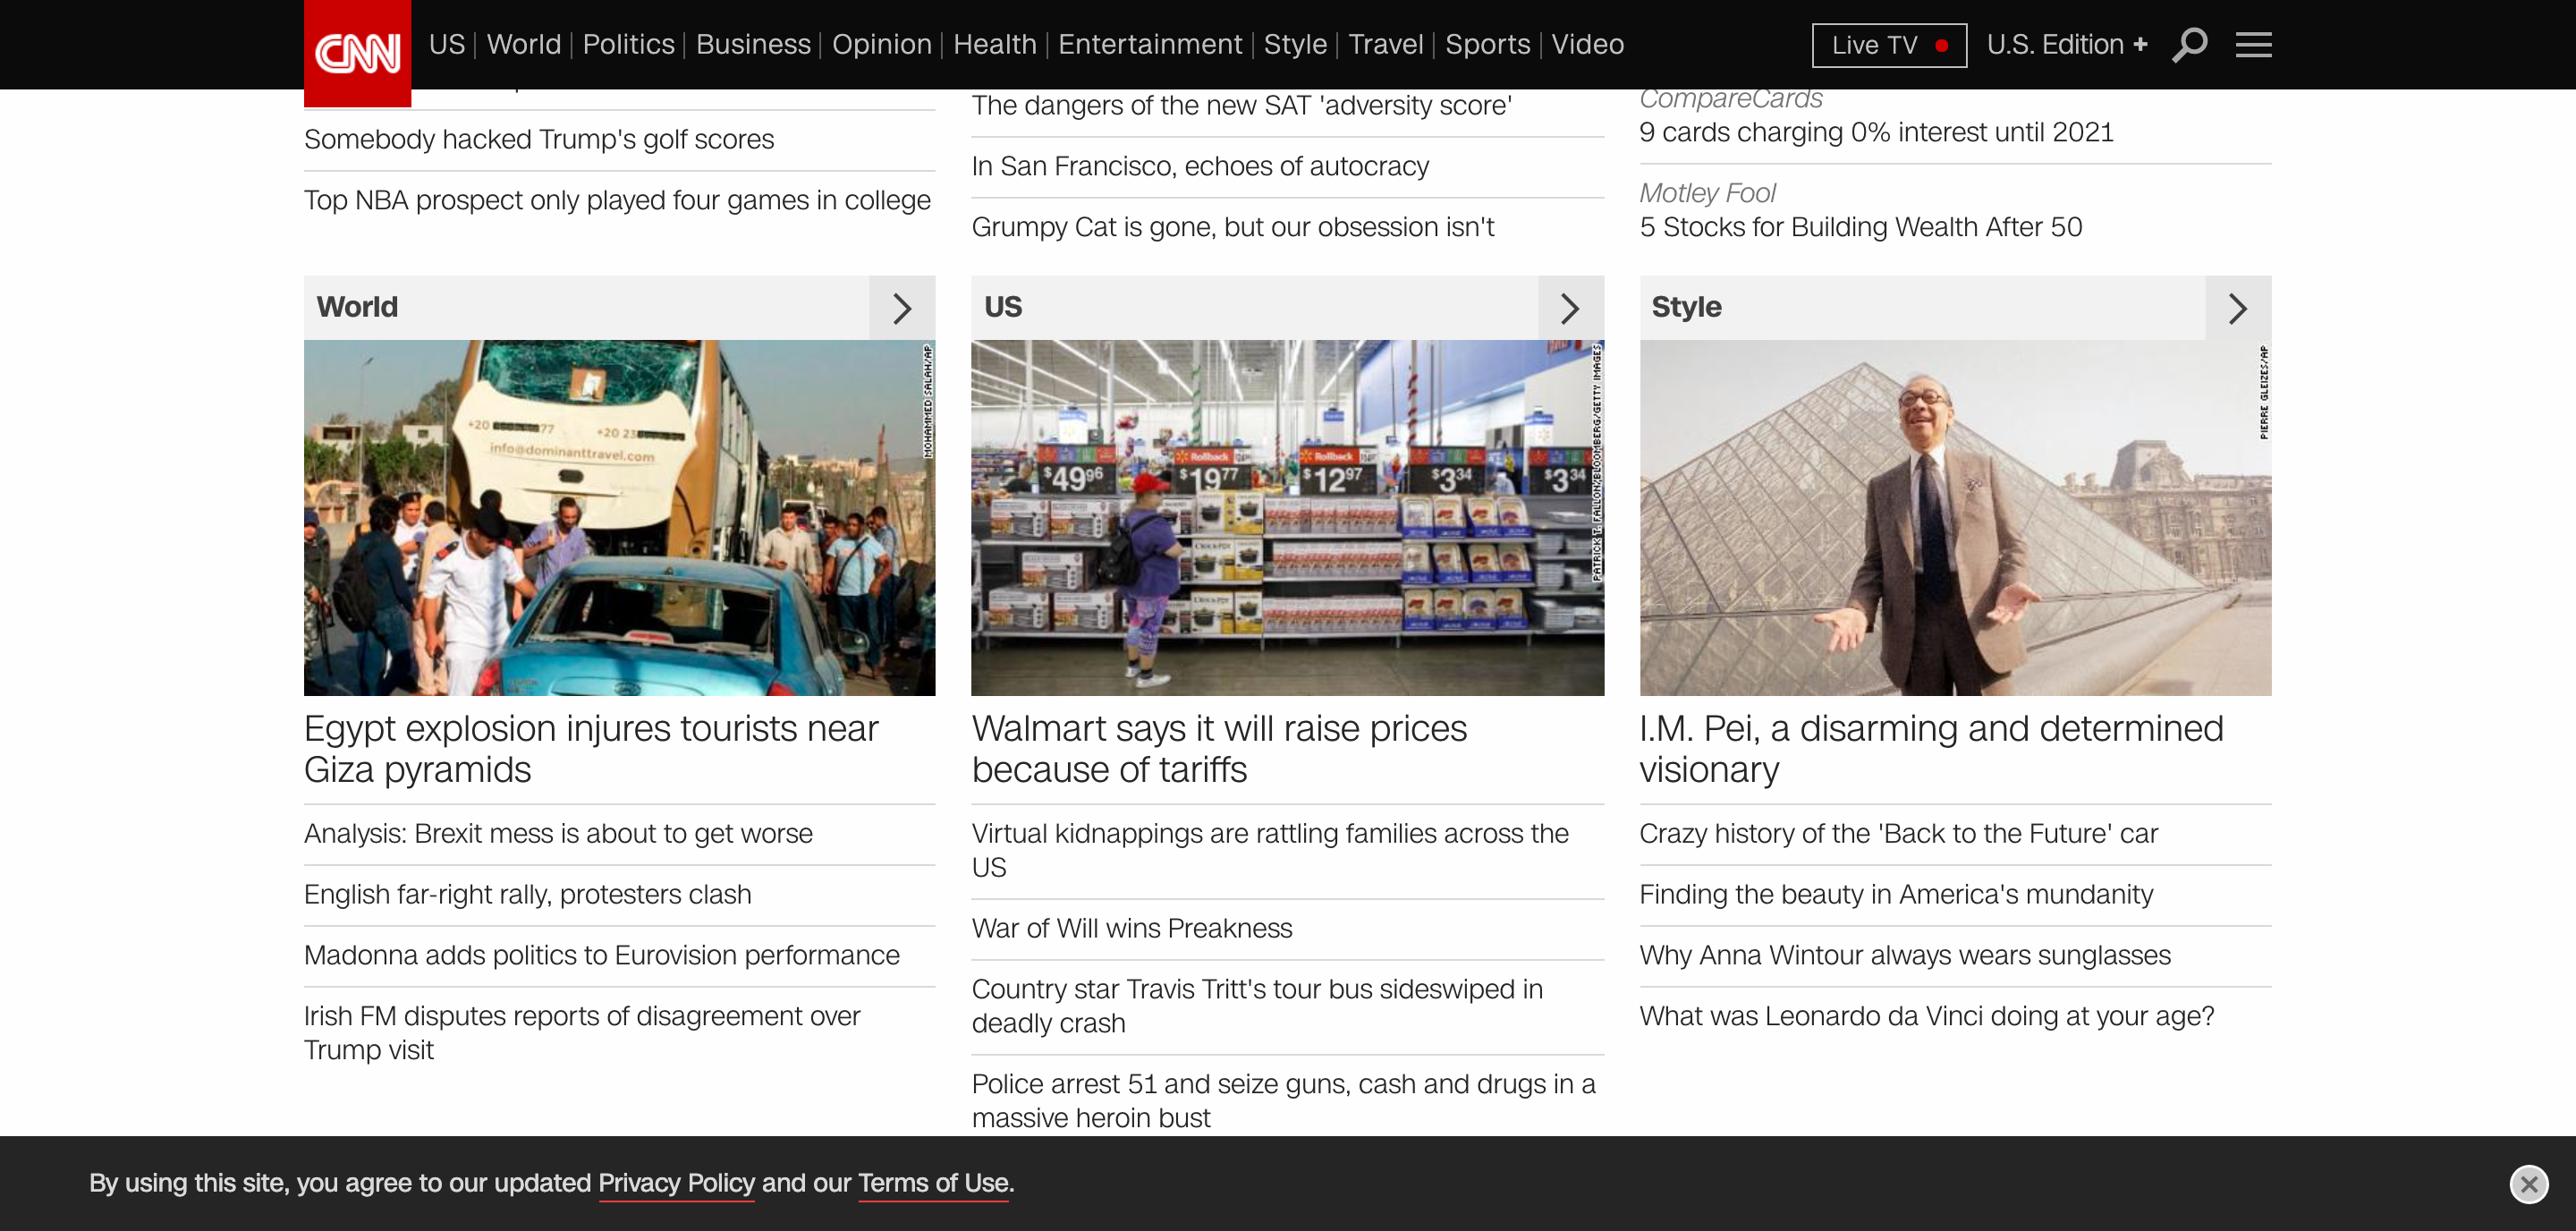 CNN
US
World
Politics
Business
Opinion
Health
Entertainment
Style
Travel
Sports
Video
Live TV
U.S. Edition +
Somebody hacked Trump's golf scores
Top NBA prospect only played four games in college
The dangers of the new SAT 'adversity score'
In San Francisco, echoes of autocracy
Grumpy Cat is gone, but our obsession isn't
CompareCards
9 cards charging 0% interest until 2021
Motley Fool
5 Stocks for Building Wealth After 50
World
MOHAMMED SALAH/AP
+20 77
+20 23
info@dominanttravel.com
Egypt explosion injures tourists near
Giza pyramids
Analysis: Brexit mess is about to get worse
English far-right rally, protesters clash
Madonna adds politics to Eurovision performance
Irish FM disputes reports of disagreement over
Trump visit
US
PATRICK T. FALLON/BLOOMBERG/GETTY IMAGES
Rollback
Rollback
$49 96
$19 77
$12 97
$3 34
$3 34
CROCK-POT
Walmart says it will raise prices
because of tariffs
Virtual kidnappings are rattling families across the
US
War of Will wins Preakness
Country star Travis Tritt's tour bus sideswiped in
deadly crash
Police arrest 51 and seize guns, cash and drugs in a
massive heroin bust
Style
PIERRE GLEIZES/AP
I.M. Pei, a disarming and determined
visionary
Crazy history of the 'Back to the Future' car
Finding the beauty in America's mundanity
Why Anna Wintour always wears sunglasses
What was Leonardo da Vinci doing at your age?
By using this site, you agree to our updated Privacy Policy and our Terms of Use.